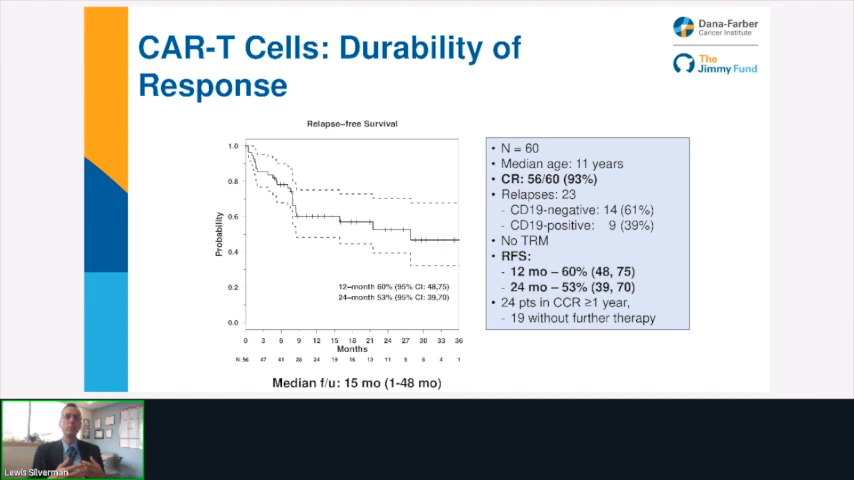 CAR-T Cells: Durability of
Response
Dana-Farber
Cancer Institute
The
Jimmy Fund
Relapse-free Survival
Probability
1.0
0.8
0.6
0.4
0.2
0.0
12-month 60% (95% CI: 48,75)
24-month 53% (95% CI: 39,70)
0 3 6 9 12 15 18 21 24 27 30 33 36
Months
N:56 47 41 28 24 19 16 13 11 9 6 4 1
Median f/u: 15 mo (1-48 mo)
• N = 60
• Median age: 11 years
• CR: 56/60 (93%)
• Relapses: 23
- CD19-negative: 14 (61%)
- CD19-positive: 9 (39%)
• No TRM
• RFS:
- 12 mo – 60% (48, 75)
- 24 mo – 53% (39, 70)
• 24 pts in CCR ≥1 year,
- 19 without further therapy
Lewis Silverman